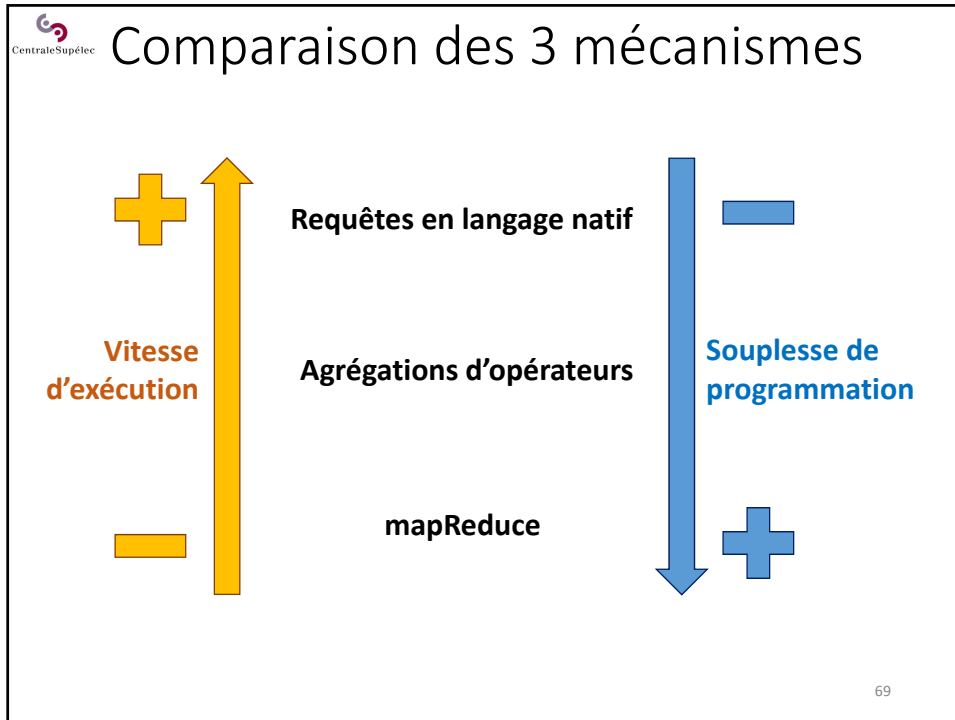 CentraleSupélec
Comparaison des 3 mécanismes
Requêtes en langage natif
Vitesse
d'exécution
Agrégations d'opérateurs
Souplesse de
programmation
mapReduce
69